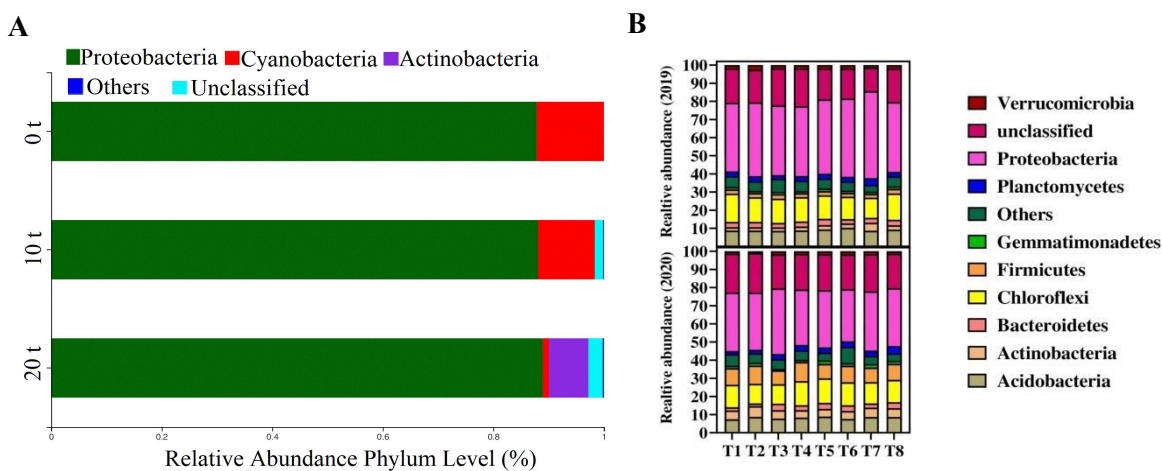 A
Proteobacteria Cyanobacteria Actinobacteria
Others Unclassified
0 t
10 t
20 t
0 0.2 0.4 0.6 0.8 1
Relative Abundance Phylum Level (%)
B
Realtive abundance (2019)
100
90
80
70
60
50
40
30
20
10
Realtive abundance (2020)
100
90
80
70
60
50
40
30
20
10
0
T1 T2 T3 T4 T5 T6 T7 T8
Verrucomicrobia
unclassified
Proteobacteria
Planctomycetes
Others
Gemmatimonadetes
Firmicutes
Chloroflexi
Bacteroidetes
Actinobacteria
Acidobacteria